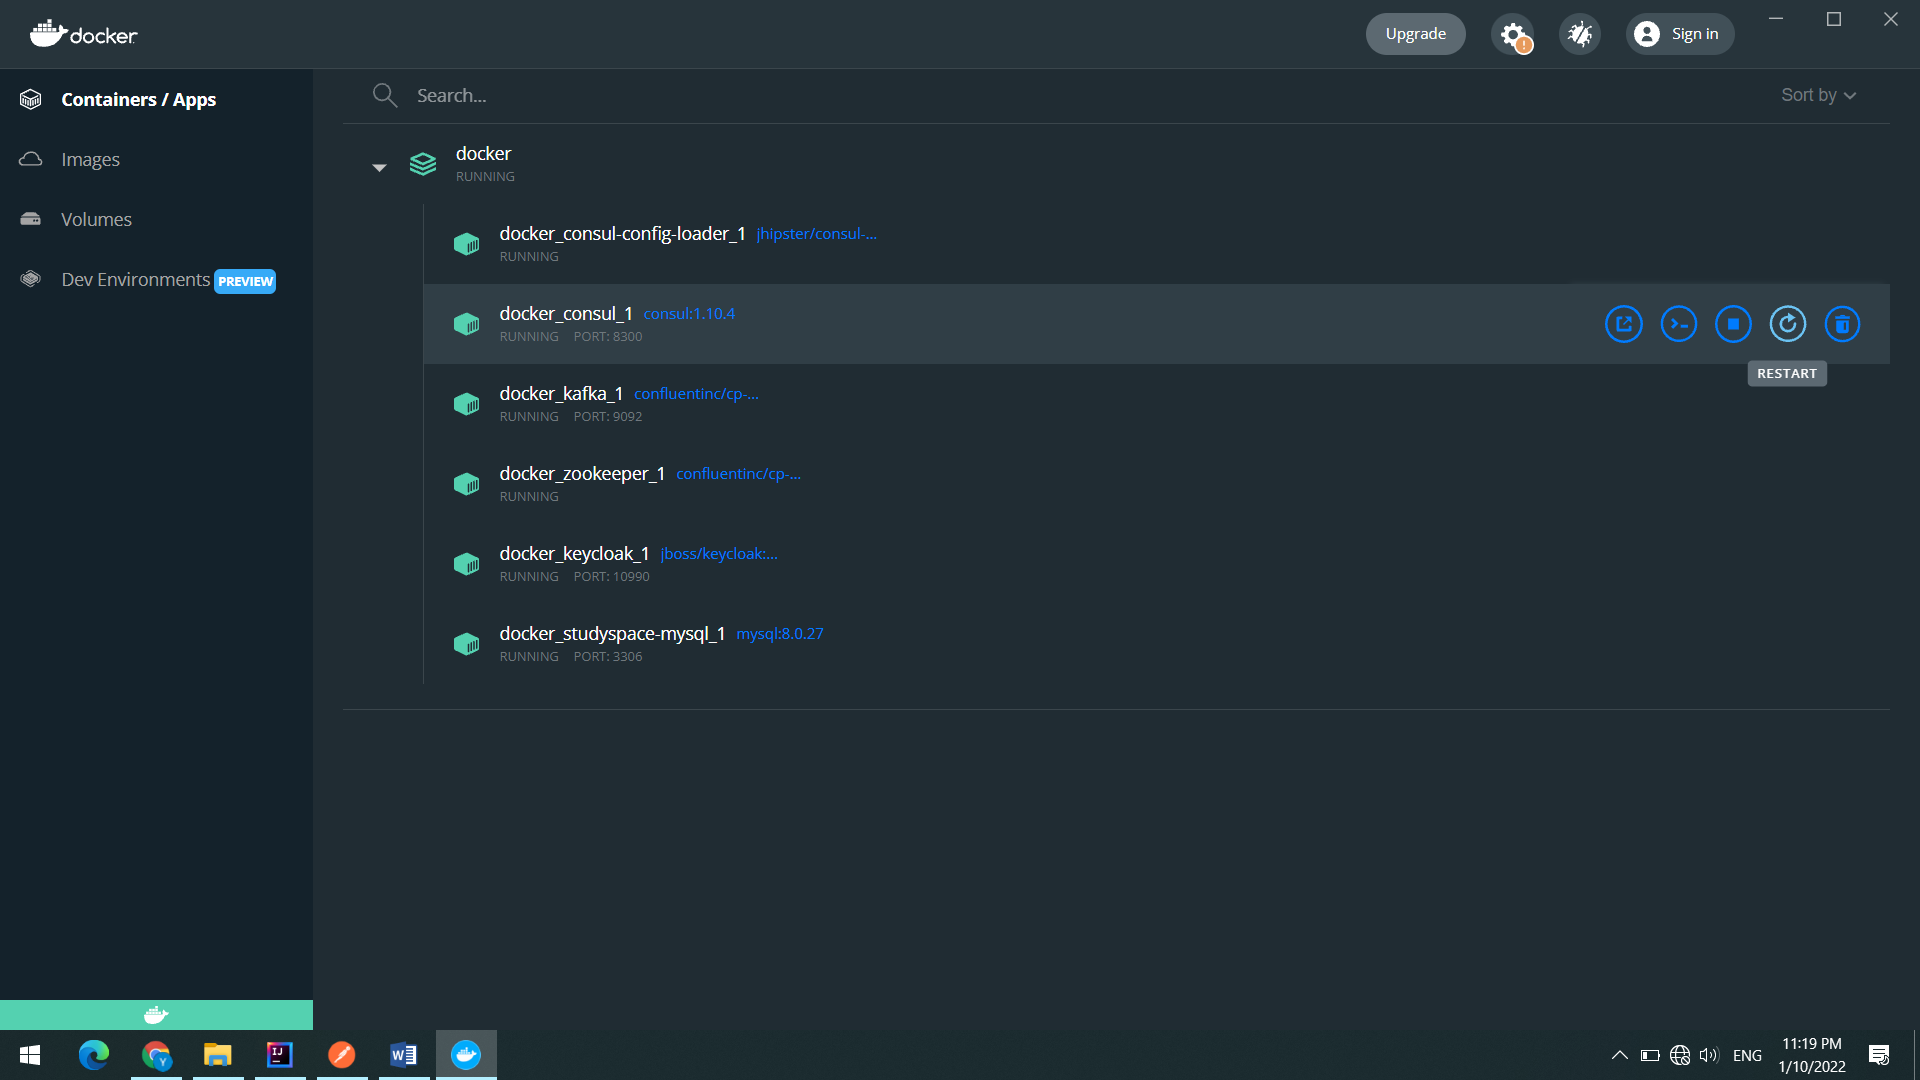 docker
Upgrade
Sign in
Containers / Apps
Images
Volumes
Dev Environments PREVIEW
Search...
Sort by
docker
RUNNING
docker_consul-config-loader_1 jhipster/consul-...
RUNNING
docker_consul_1 consul:1.10.4
RUNNING PORT: 8300
RESTART
docker_kafka_1 confluentinc/cp-...
RUNNING PORT: 9092
docker_zookeeper_1 confluentinc/cp-...
RUNNING
docker_keycloak_1 jboss/keycloak:...
RUNNING PORT: 10990
docker_studyspace-mysql_1 mysql:8.0.27
RUNNING PORT: 3306
ENG
11:19 PM
1/10/2022